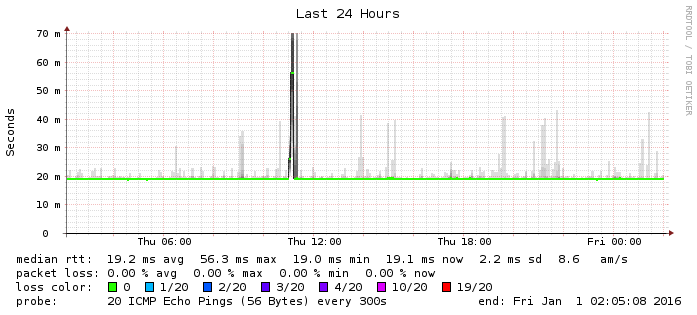 Last 24 Hours
RRDTOOL / TOBI OETIKER
Seconds
70 m
60 m
50 m
40 m
30 m
20 m
10 m
0
Thu 06:00 Thu 12:00 Thu 18:00 Fri 00:00
median rtt: 19.2 ms avg 56.3 ms max 19.0 ms min 19.1 ms now 2.2 ms sd 8.6 am/s
packet loss: 0.00 % avg 0.00 % max 0.00 % min 0.00 % now
loss color: 0 1/20 2/20 3/20 4/20 10/20 19/20
probe: 20 ICMP Echo Pings (56 Bytes) every 300s end: Fri Jan 1 02:05:08 2016